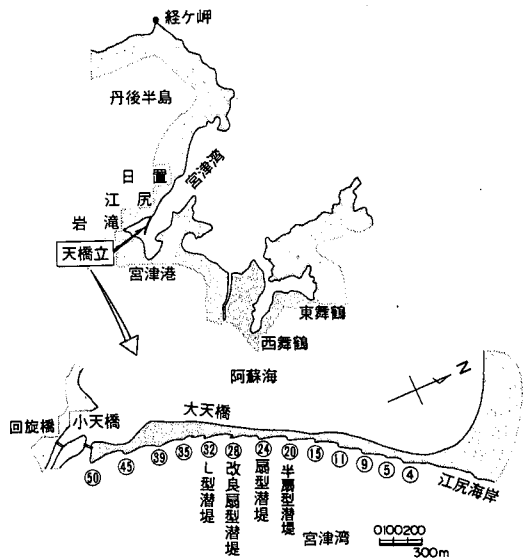 経ケ岬
丹後半島
宮津湾
日置
江尻
岩滝
天橋立
宮津港
東舞鶴
西舞鶴
阿蘇海
N
大天橋
小天橋
回旋橋
㊿ ㊺ ㊴ ㉟ ㉜ ㉘ ㉔ ⑳ ⑮ ⑪ ⑨ ⑤ ④
L型潜堤
改良扇型潜堤
扇型潜堤
半扇型潜堤
江尻海岸
宮津湾
0100200
300m